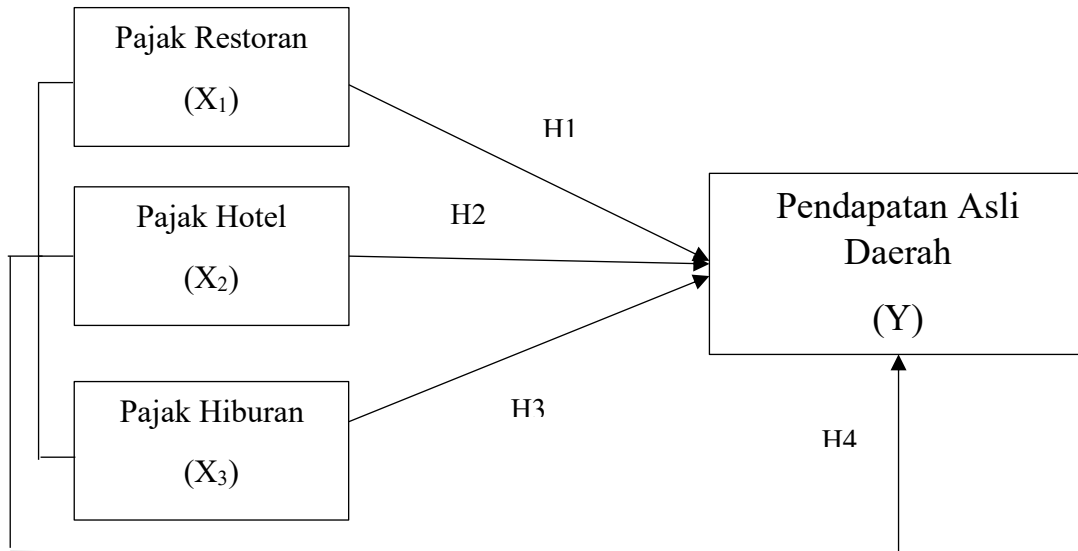 Pajak Restoran
(X₁)
H1
Pajak Hotel
(X₂)
H2
Pendapatan Asli
Daerah
(Y)
Pajak Hiburan
(X₃)
H3
H4